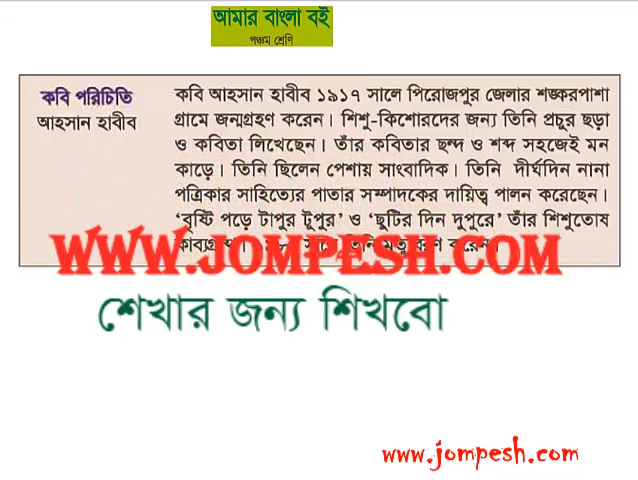 আমার বাংলা বই
পঞ্চম শ্রেণি
কবি পরিচিতি
আহসান হাবীব
কবি আহসান হাবীব ১৯১৭ সালে পিরোজপুর জেলার শঙ্করপাশা
গ্রামে জন্মগ্রহণ করেন। শিশু-কিশোরদের জন্য তিনি প্রচুর ছড়া
ও কবিতা লিখেছেন। তাঁর কবিতার ছন্দ ও শব্দ সহজেই মন
কাড়ে। তিনি ছিলেন পেশায় সাংবাদিক। তিনি দীর্ঘদিন নানা
পত্রিকার সাহিত্যের পাতার সম্পাদকের দায়িত্ব পালন করেছেন।
‘বৃষ্টি পড়ে টাপুর টুপুর’ ও ‘ছুটির দিন দুপুরে’ তাঁর শিশুতোষ
তিনি করেন।
WWW.JOMPESH.COM
শেখার জন্য শিখবো
www.jompesh.com